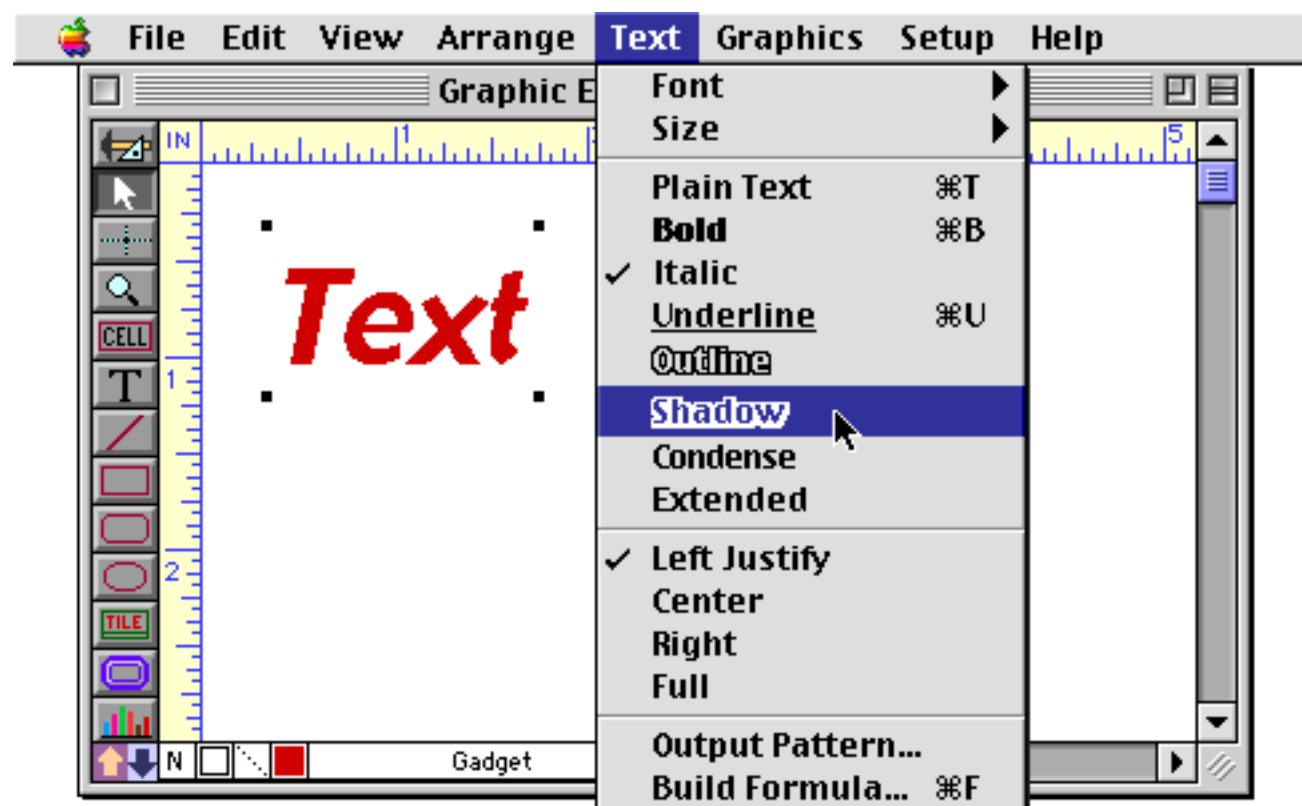 File Edit View Arrange Text Graphics Setup Help
Graphic E
Font
Size
IN 1 5
Plain Text ⌘T
Bold ⌘B
Italic
Underline ⌘U
Outline
Shadow
Condense
Extended
Left Justify
Center
Right
Full
Output Pattern...
Build Formula... ⌘F
Text
CELL
T
1
2
TILE
N
Gadget